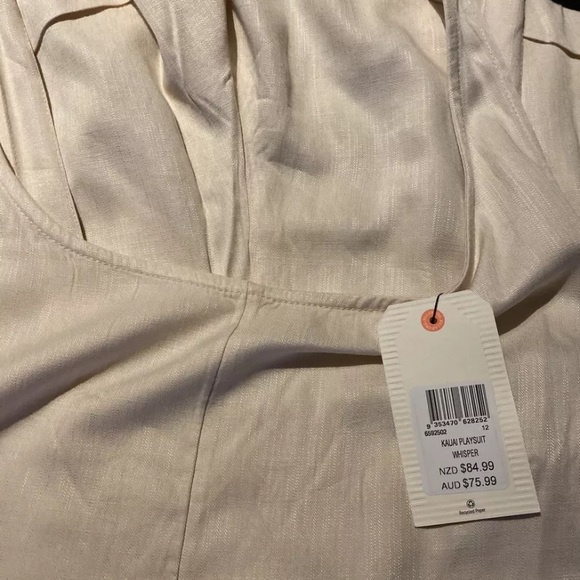 9 353470 628252
6592502 12
KAUAI PLAYSUIT
WHISPER
NZD $84.99
AUD $75.99
Recycled Paper